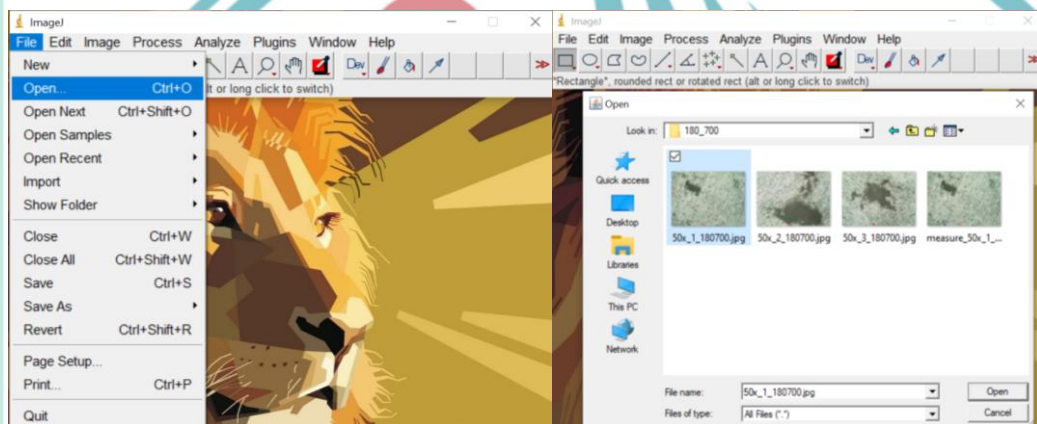 ImageJ
File Edit Image Process Analyze Plugins Window Help
Dev
lt or long click to switch)
New
Open... Ctrl+O
Open Next Ctrl+Shift+O
Open Samples
Open Recent
Import
Show Folder
Close Ctrl+W
Close All Ctrl+Shift+W
Save Ctrl+S
Save As
Revert Ctrl+Shift+R
Page Setup...
Print... Ctrl+P
Quit
ImageJ
File Edit Image Process Analyze Plugins Window Help
Dev
"Rectangle", rounded rect or rotated rect (alt or long click to switch)
Open
Look in: 180_700
Quick access
Desktop
Libraries
This PC
Network
50x_1_180700.jpg 50x_2_180700.jpg 50x_3_180700.jpg measure_50x_1_...
File name: 50x_1_180700.jpg Open
Files of type: All Files (*.*) Cancel